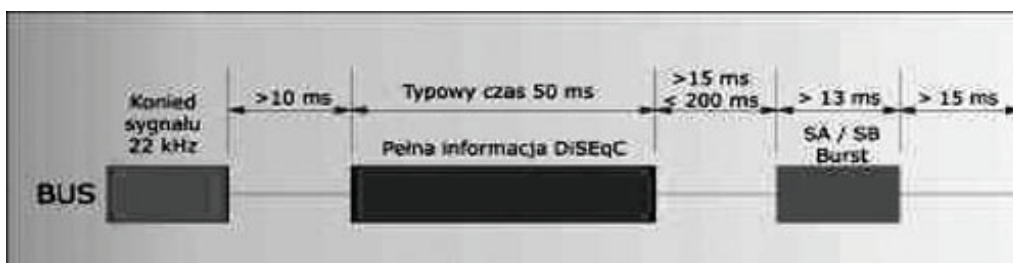 Konied
sygnału
22 kHz
>10 ms
Typowy czas 50 ms
>15 ms
< 200 ms
> 13 ms
> 15 ms
Pełna informacja DiSEqC
SA / SB
Burst
BUS